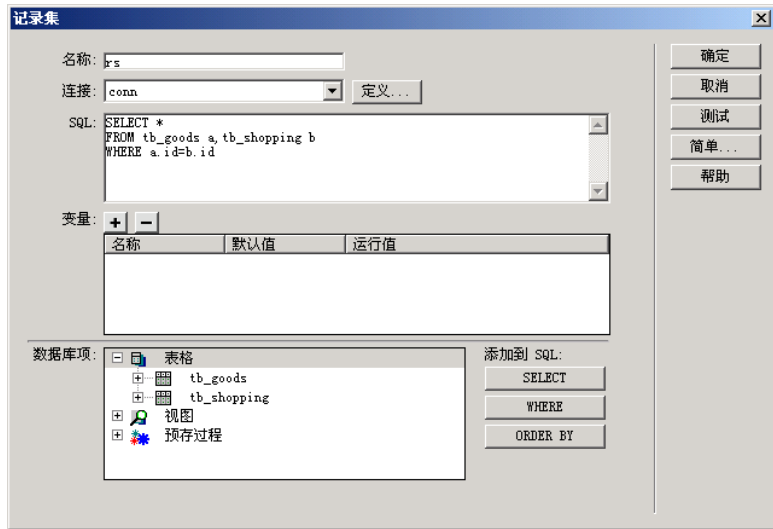 记录集
名称: rs
连接: conn 定义...
SQL: SELECT *
FROM tb_goods a,tb_shopping b
WHERE a.id=b.id
变量: + −
名称 默认值 运行值
数据库项:
表格
tb_goods
tb_shopping
视图
预存过程
添加到 SQL:
SELECT
WHERE
ORDER BY
确定
取消
测试
简单...
帮助